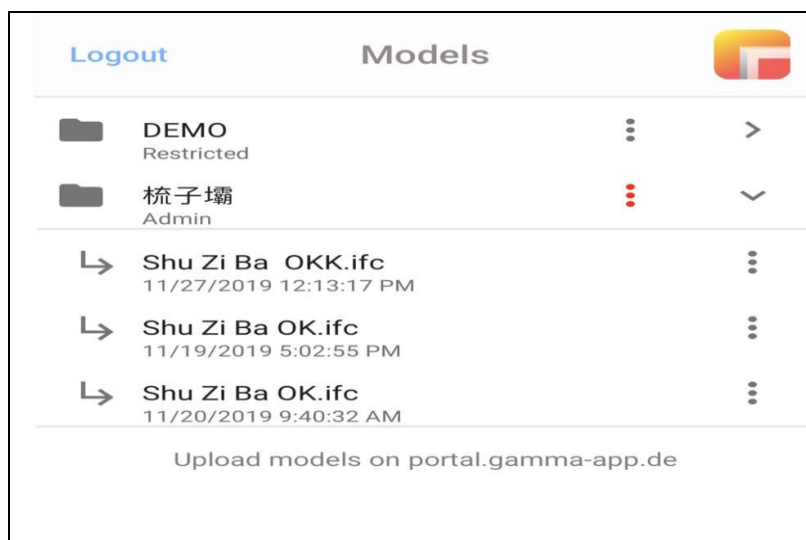 Logout Models
DEMO
Restricted
梳子壩
Admin
Shu Zi Ba  OKK.ifc
11/27/2019 12:13:17 PM
Shu Zi Ba OK.ifc
11/19/2019 5:02:55 PM
Shu Zi Ba OK.ifc
11/20/2019 9:40:32 AM
Upload models on portal.gamma-app.de